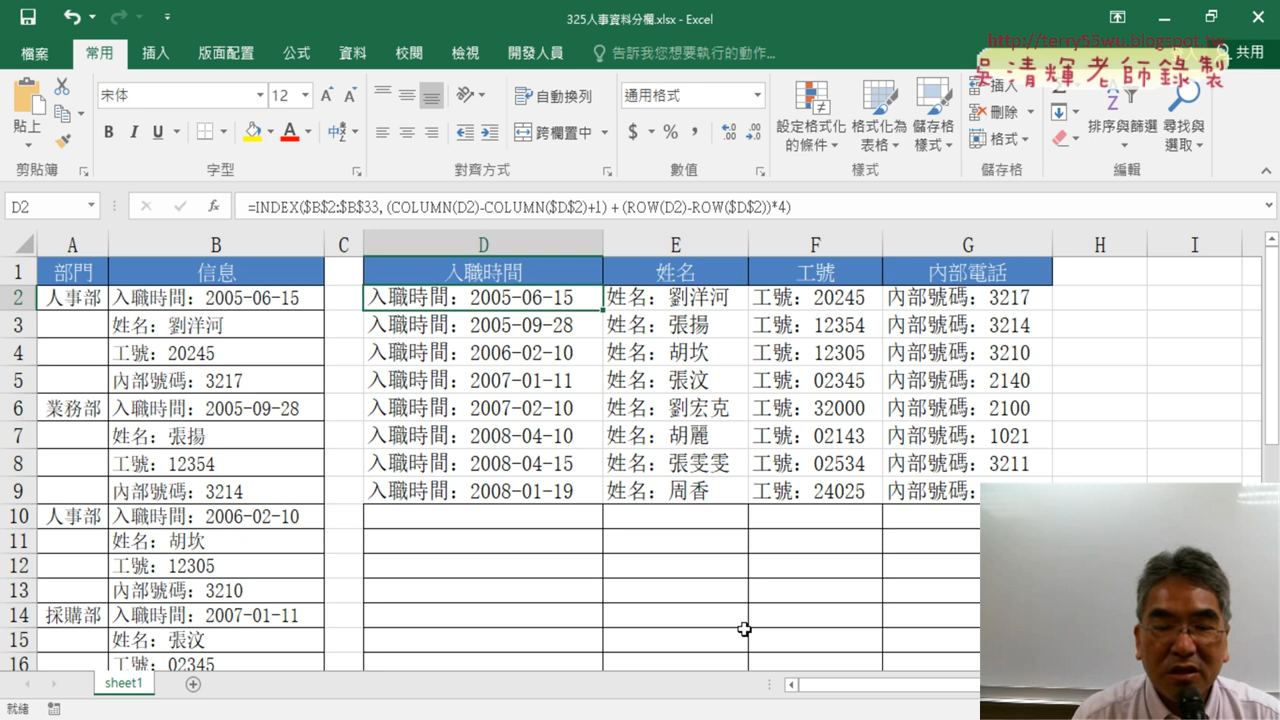 325人事資料分欄.xlsx - Excel
http://terry55wu.blogspot.tw
檔案 常用 插入 版面配置 公式 資料 校閱 檢視 開發人員 告訴我您想要執行的動作... 共用
吳清輝老師錄製
宋体 12 自動換列 通用格式 插入
貼上 B I U 跨欄置中 $ % 設定格式化的條件 格式化為表格 儲存格樣式 刪除 格式 排序與篩選 尋找與選取
剪貼簿 字型 對齊方式 數值 樣式 儲存格 編輯
D2 fx =INDEX($B$2:$B$33, (COLUMN(D2)-COLUMN($D$2)+1) + (ROW(D2)-ROW($D$2))*4)
A B C D E F G H I
1 部門 信息 入職時間 姓名 工號 內部電話
2 人事部 入職時間：2005-06-15 入職時間：2005-06-15 姓名：劉洋河 工號：20245 內部號碼：3217
3 姓名：劉洋河 入職時間：2005-09-28 姓名：張揚 工號：12354 內部號碼：3214
4 工號：20245 入職時間：2006-02-10 姓名：胡坎 工號：12305 內部號碼：3210
5 內部號碼：3217 入職時間：2007-01-11 姓名：張汶 工號：02345 內部號碼：2140
6 業務部 入職時間：2005-09-28 入職時間：2007-02-10 姓名：劉宏克 工號：32000 內部號碼：2100
7 姓名：張揚 入職時間：2008-04-10 姓名：胡麗 工號：02143 內部號碼：1021
8 工號：12354 入職時間：2008-04-15 姓名：張雯雯 工號：02534 內部號碼：3211
9 內部號碼：3214 入職時間：2008-01-19 姓名：周香 工號：24025 內部號碼：
10 人事部 入職時間：2006-02-10
11 姓名：胡坎
12 工號：12305
13 內部號碼：3210
14 採購部 入職時間：2007-01-11
15 姓名：張汶
16 工號：02345
sheet1
就緒